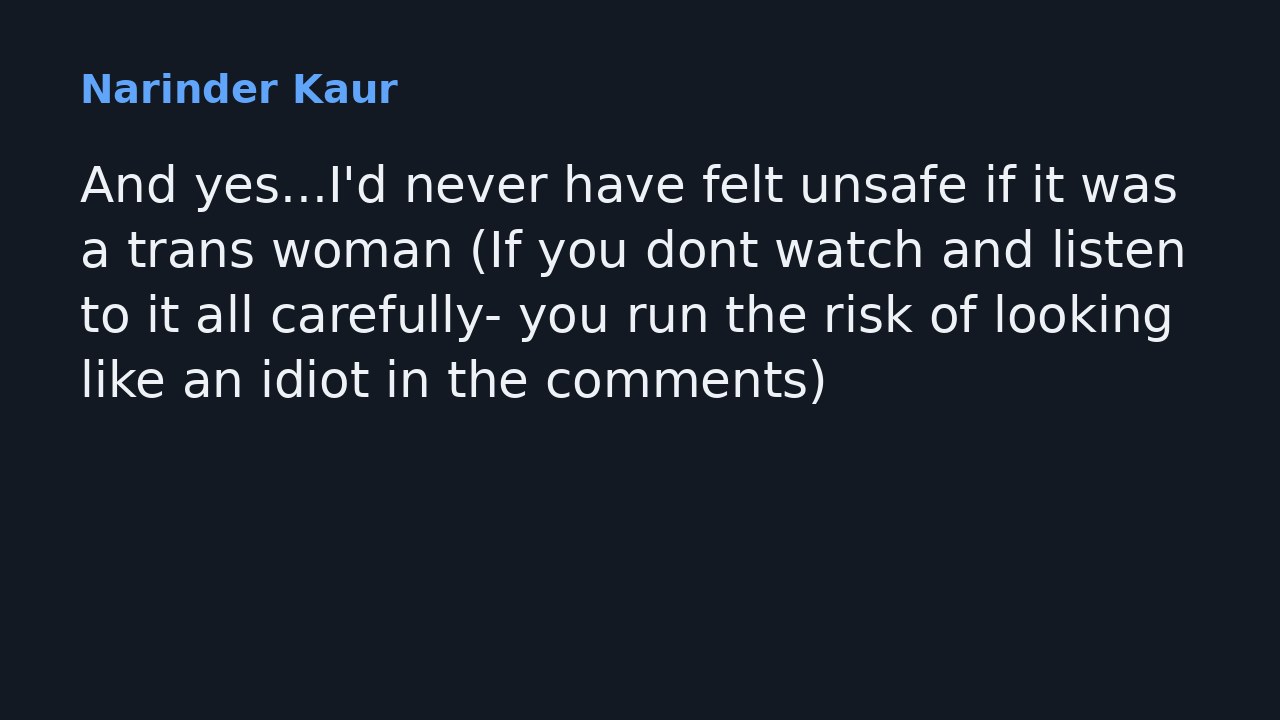 Narinder Kaur
And yes...I'd never have felt unsafe if it was
a trans woman (If you dont watch and listen
to it all carefully- you run the risk of looking
like an idiot in the comments)